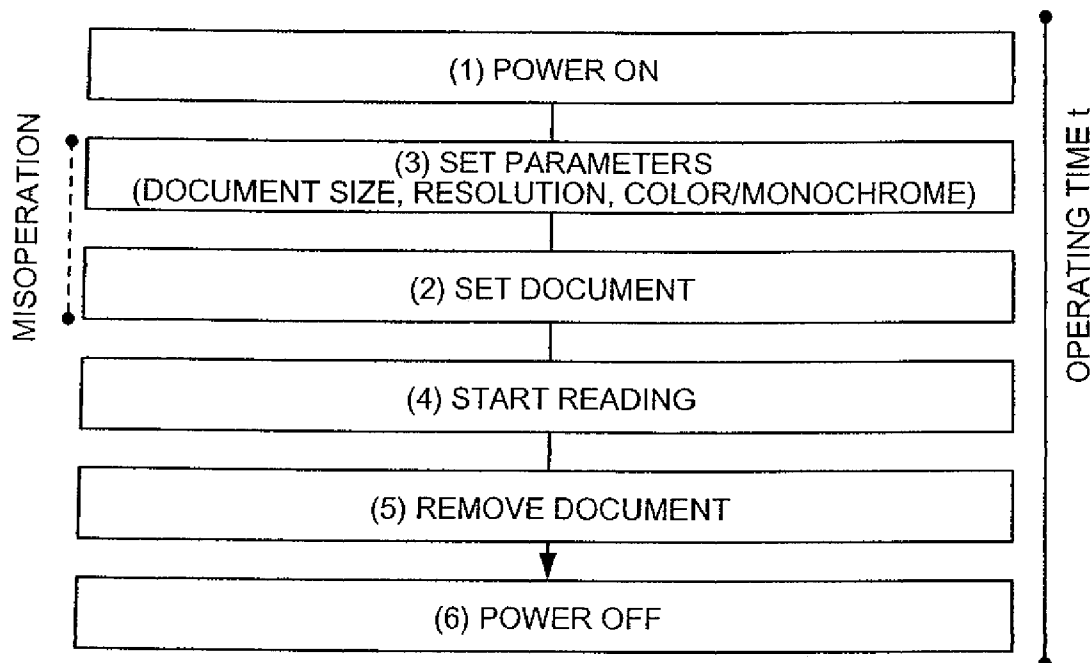 (1) POWER ON
(3) SET PARAMETERS
(DOCUMENT SIZE, RESOLUTION, COLOR/MONOCHROME)
(2) SET DOCUMENT
(4) START READING
(5) REMOVE DOCUMENT
(6) POWER OFF
MISOPERATION
OPERATING TIME t